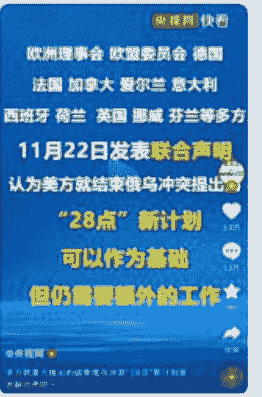 央视网 快看
欧洲理事会 欧盟委员会 德国
法国 加拿大 爱尔兰 意大利
西班牙 荷兰 英国 挪威 芬兰等多方
11月22日发表联合声明
认为美方就结束俄乌冲突提出
“28点”新计划
可以作为基础
但仍需要额外的工作
央视网